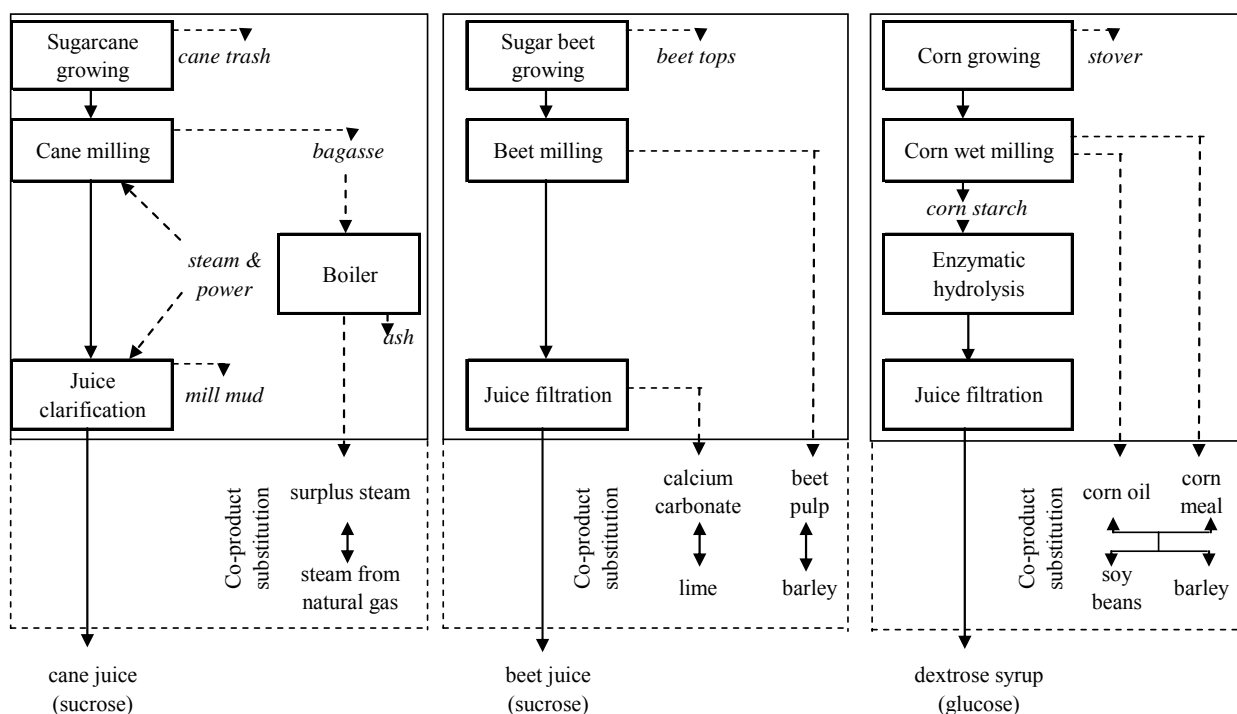 Sugarcane
growing
cane trash
Cane milling
bagasse
steam &
power
Boiler
ash
Juice
clarification
mill mud
Co-product
substitution
surplus steam
steam from
natural gas
cane juice
(sucrose)
Sugar beet
growing
beet tops
Beet milling
Juice filtration
Co-product
substitution
calcium
carbonate
lime
beet
pulp
barley
beet juice
(sucrose)
Corn growing
stover
Corn wet milling
corn starch
Enzymatic
hydrolysis
Juice filtration
Co-product
substitution
corn oil
corn
meal
soy
beans
barley
dextrose syrup
(glucose)